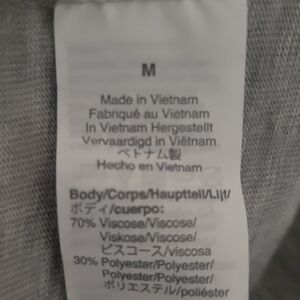 M
Made in Vietnam
Fabriqué au Vietnam
In Vietnam Hergestellt
Vervaardigd in Viëtnam
ベトナム製
Hecho en Vietnam
Body/Corps/Hauptteil/Lijf/
ボディ/cuerpo:
70% Viscose/Viscose/
Viskose/Viscose/
ビスコース/viscosa
30% Polyester/Polyester/
Polyester/Polyester/
ポリエステル/poliéster